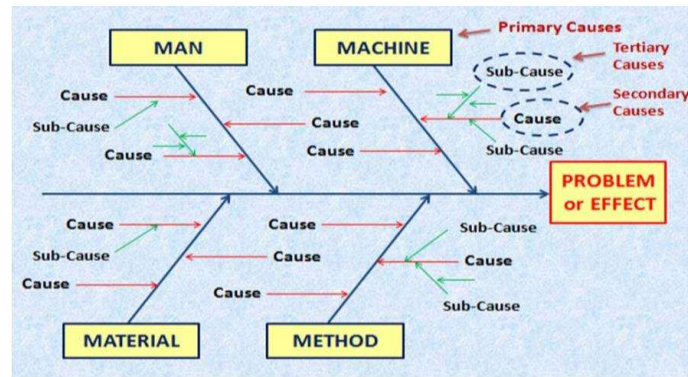 MAN
MACHINE
Primary Causes
Tertiary
Causes
Sub-Cause
Secondary
Causes
Cause
Cause
Cause
Cause
Sub-Cause
Cause
Cause
Sub-Cause
PROBLEM
or EFFECT
Cause
Cause
Sub-Cause
Sub-Cause
Cause
Cause
Cause
Cause
Cause
Sub-Cause
MATERIAL
METHOD